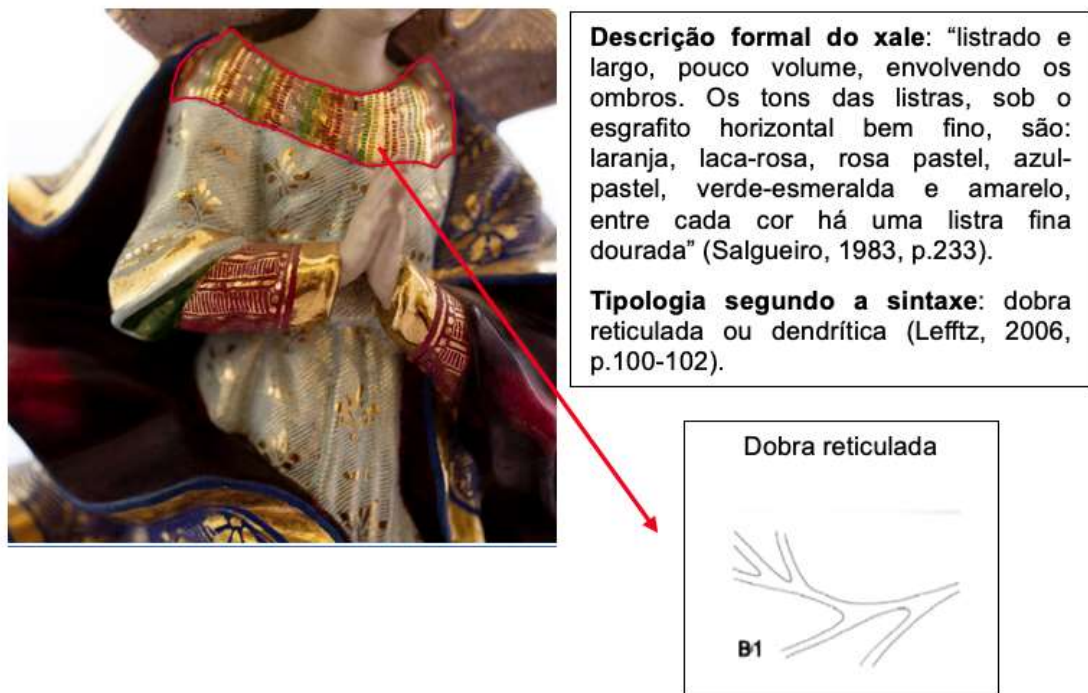 Descrição formal do xale: “listrado e
largo, pouco volume, envolvendo os
ombros. Os tons das listras, sob o
esgrafito horizontal bem fino, são:
laranja, laca-rosa, rosa pastel, azul-
pastel, verde-esmeralda e amarelo,
entre cada cor há uma listra fina
dourada” (Salgueiro, 1983, p.233).
Tipologia segundo a sintaxe: dobra
reticulada ou dendrítica (Lefftz, 2006,
p.100-102).
Dobra reticulada
B1